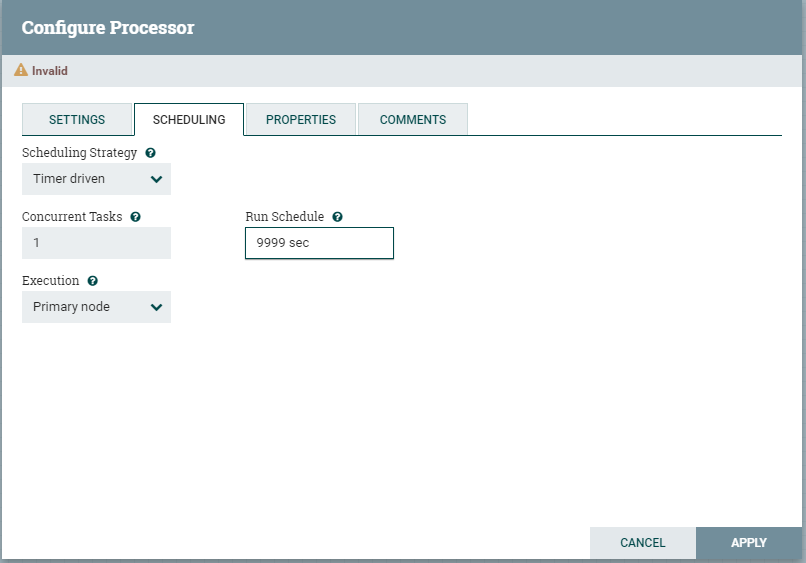 Configure Processor
Invalid
SETTINGS SCHEDULING PROPERTIES COMMENTS
Scheduling Strategy
Timer driven
Concurrent Tasks Run Schedule
1 9999 sec
Execution
Primary node
CANCEL APPLY